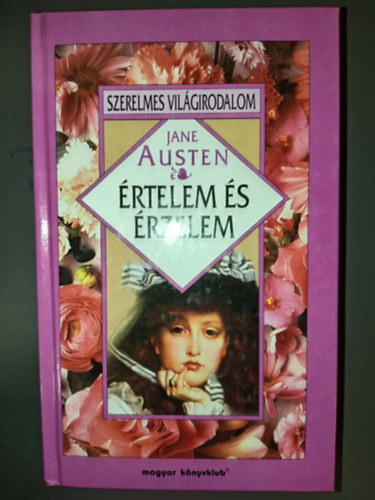 SZERELMES VILÁGIRODALOM
JANE
AUSTEN
ÉRTELEM ÉS
ÉRZELEM
magyar könyvklub®